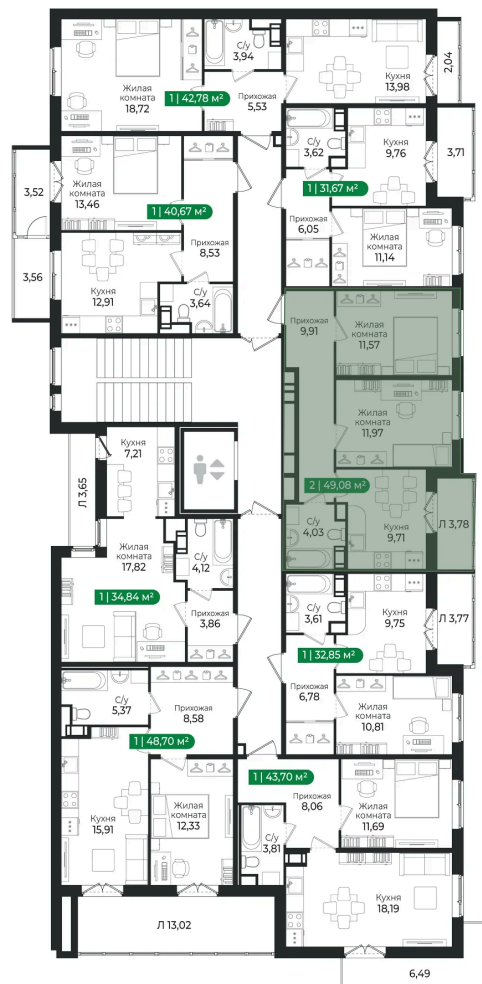 С/у
3,94
Кухня
13,98
2,04
Жилая
комната
18,72
1 | 42,78 м²
Прихожая
5,53
С/у
3,62
Кухня
9,76
3,71
3,52
Жилая
комната
13,46
1 | 31,67 м²
1 | 40,67 м²
6,05
Жилая
комната
11,14
Прихожая
8,53
3,56
Кухня
12,91
С/у
3,64
Прихожая
9,91
Жилая
комната
11,57
Жилая
комната
11,97
Кухня
7,21
Л 3,65
2 | 49,08 м²
4,03
Кухня
9,71
Л 3,78
17,82
С/у
4,12
1 | 34,84 м²
Прихожая
3,86
С/у
3,61
Кухня
9,75
Л 3,77
1 | 32,85 м²
Прихожая
6,78
С/у
5,37
Прихожая
8,58
Жилая
комната
10,81
1 | 48,70 м²
1 | 43,70 м²
Прихожая
8,06
Жилая
комната
11,69
Кухня
15,91
Жилая
комната
12,33
С/у
3,81
Кухня
18,19
Л 13,02
6,49